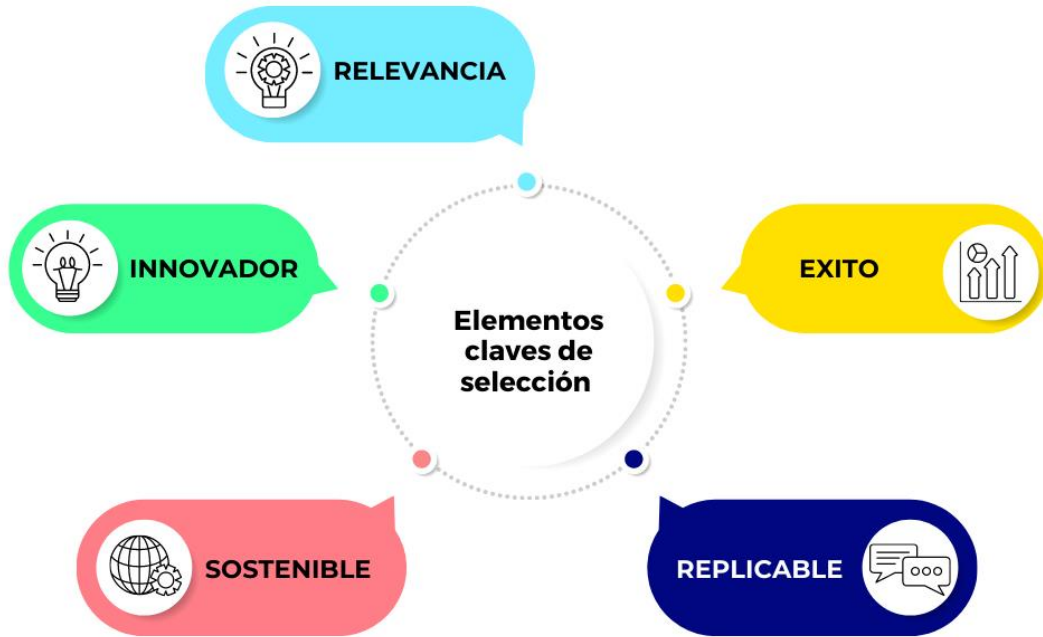 RELEVANCIA
INNOVADOR
EXITO
Elementos
claves de
selección
SOSTENIBLE
REPLICABLE